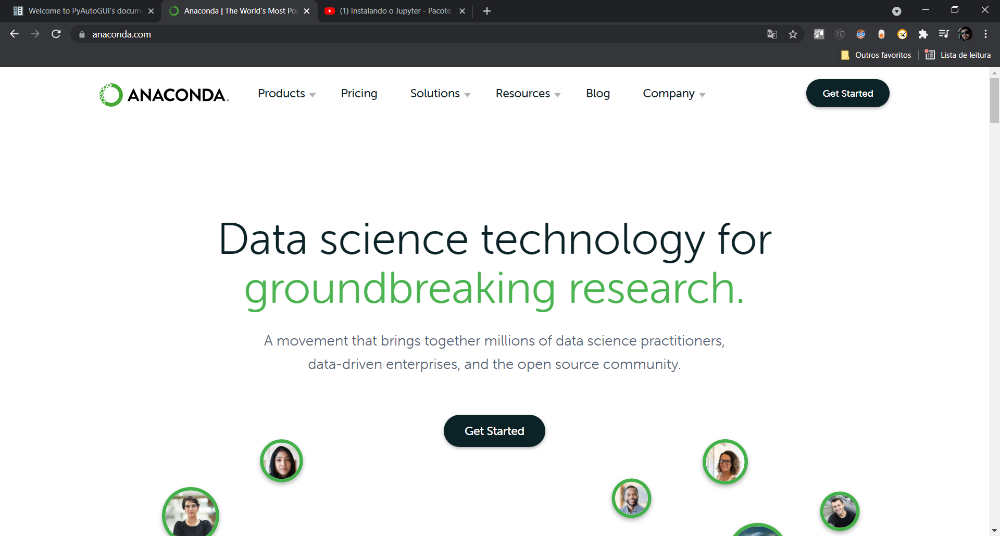 Welcome to PyAutoGUI's docum
Anaconda | The World's Most Pop
(1) Instalando o Jupyter - Pacote
anaconda.com
TE
Outros favoritos
Lista de leitura
ANACONDA.
Products
Pricing
Solutions
Resources
Blog
Company
Get Started
Data science technology for
groundbreaking research.
A movement that brings together millions of data science practitioners,
data-driven enterprises, and the open source community.
Get Started